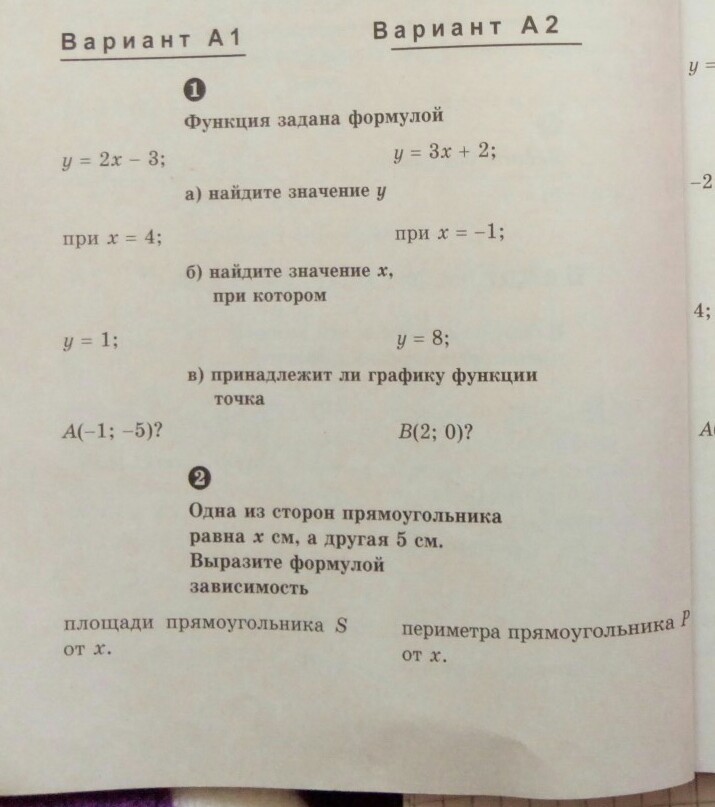 Вариант А1
Вариант А2
1
Функция задана формулой
y = 2x − 3;
y = 3x + 2;
а) найдите значение y
при x = 4;
при x = −1;
б) найдите значение x,
при котором
y = 1;
y = 8;
в) принадлежит ли графику функции
точка
A(−1; −5)?
B(2; 0)?
2
Одна из сторон прямоугольника
равна x см, а другая 5 см.
Выразите формулой
зависимость
площади прямоугольника S
от x.
периметра прямоугольника P
от x.
y =
−2
4;